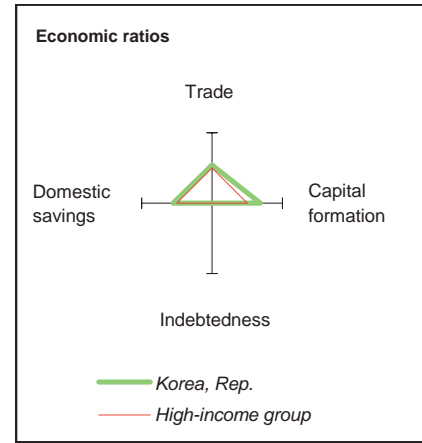 Economic ratios
Trade
Domestic
savings
Capital
formation
Indebtedness
Korea, Rep.
High-income group